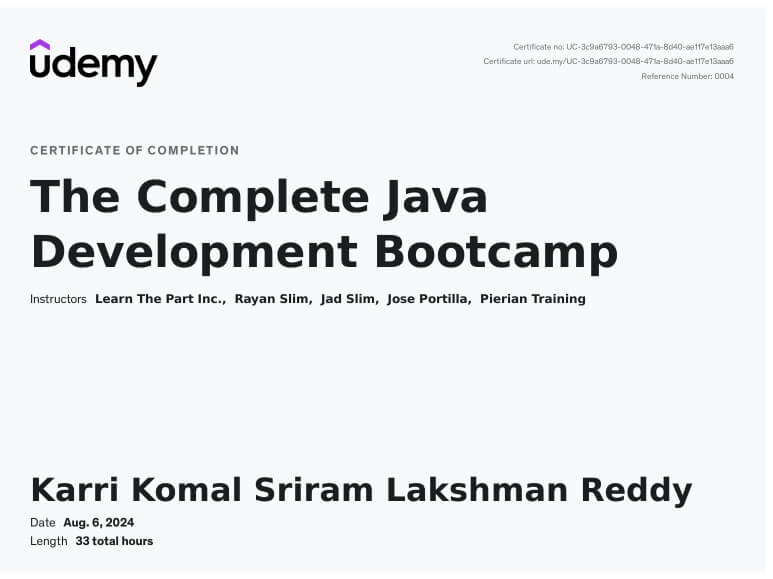 udemy
Certificate no: UC-3c9a6793-0048-471a-8d40-ae1f7e13aaa6
Certificate url: ude.my/UC-3c9a6793-0048-471a-8d40-ae1f7e13aaa6
Reference Number: 0004
CERTIFICATE OF COMPLETION
The Complete Java
Development Bootcamp
Instructors Learn The Part Inc., Rayan Slim, Jad Slim, Jose Portilla, Pierian Training
Karri Komal Sriram Lakshman Reddy
Date Aug. 6, 2024
Length 33 total hours